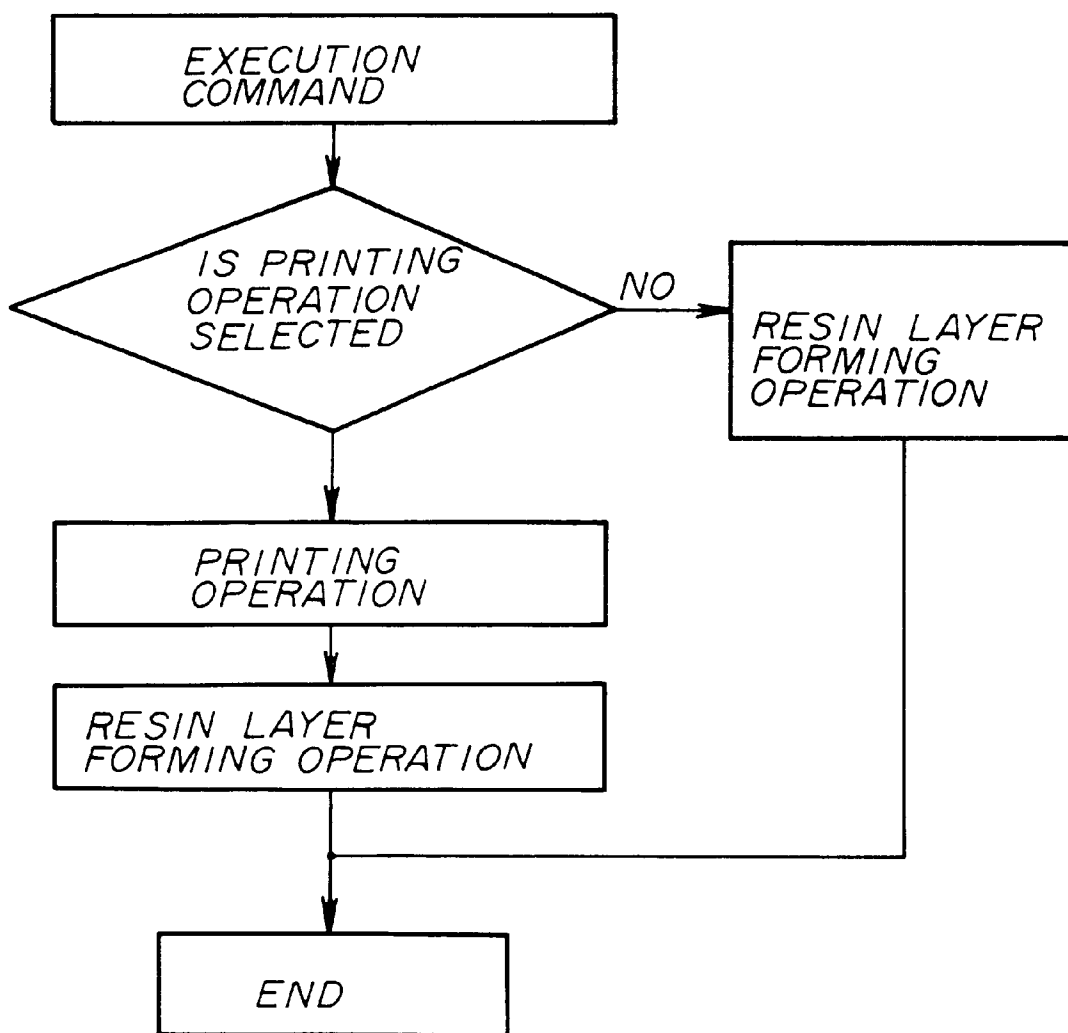 EXECUTION
COMMAND
IS PRINTING
OPERATION
SELECTED
NO
RESIN LAYER
FORMING
OPERATION
PRINTING
OPERATION
RESIN LAYER
FORMING OPERATION
END